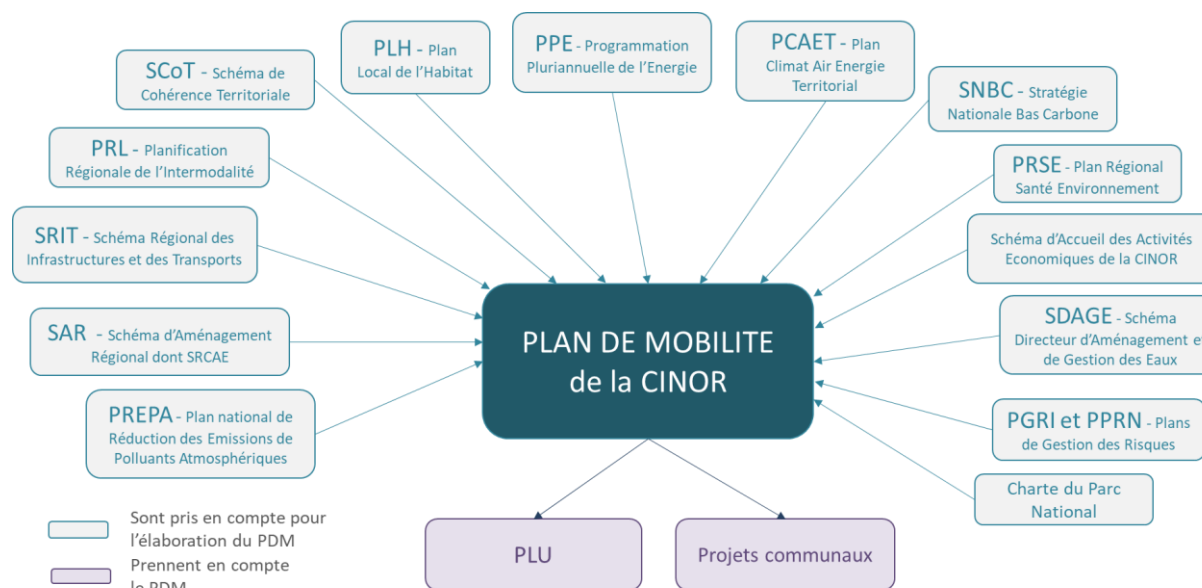 PLH - Plan
Local de l'Habitat
PPE - Programmation
Pluriannuelle de l'Energie
PCAET - Plan
Climat Air Energie
Territorial
SCoT - Schéma de
Cohérence Territoriale
SNBC - Stratégie
Nationale Bas Carbone
PRL - Planification
Régionale de l'Intermodalité
PRSE - Plan Régional
Santé Environnement
SRIT - Schéma Régional des
Infrastructures et des Transports
Schéma d'Accueil des Activités
Economiques de la CINOR
SAR - Schéma d'Aménagement
Régional dont SRCAE
SDAGE - Schéma
Directeur d'Aménagement et
de Gestion des Eaux
PLAN DE MOBILITE
de la CINOR
PREPA - Plan national de
Réduction des Emissions de
Polluants Atmosphériques
PGRI et PPRN - Plans
de Gestion des Risques
Charte du Parc
National
PLU
Projets communaux
Sont pris en compte pour
l'élaboration du PDM
Prennent en compte
le PDM